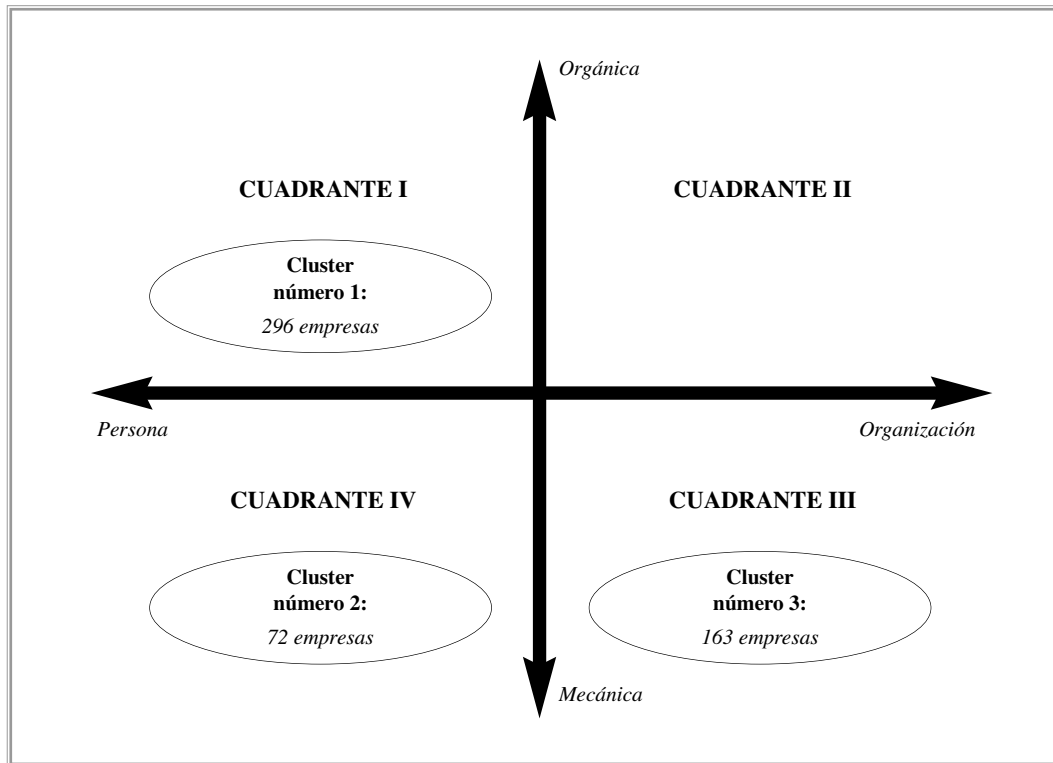 Orgánica
CUADRANTE I
CUADRANTE II
Cluster
número 1:
296 empresas
Persona
Organización
CUADRANTE IV
CUADRANTE III
Cluster
número 2:
72 empresas
Cluster
número 3:
163 empresas
Mecánica